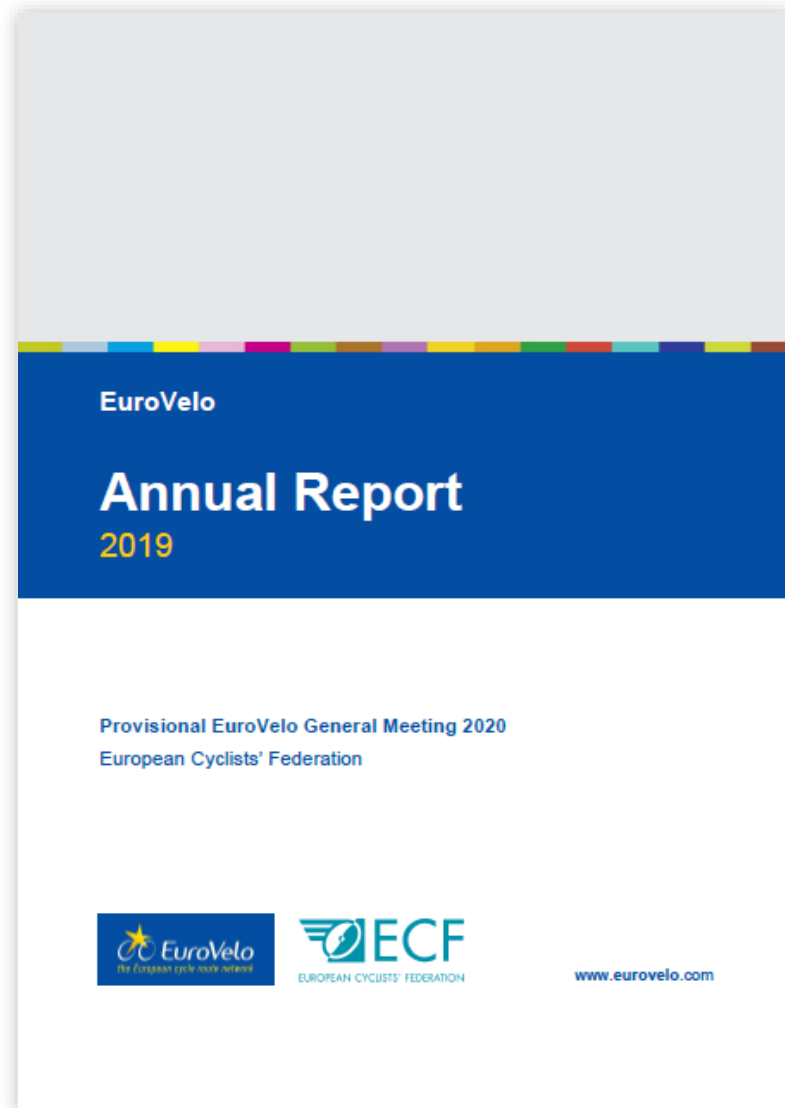 EuroVelo
Annual Report
2019
Provisional EuroVelo General Meeting 2020
European Cyclists' Federation
EuroVelo
the European cycle route network
ECF
EUROPEAN CYCLISTS' FEDERATION
www.eurovelo.com